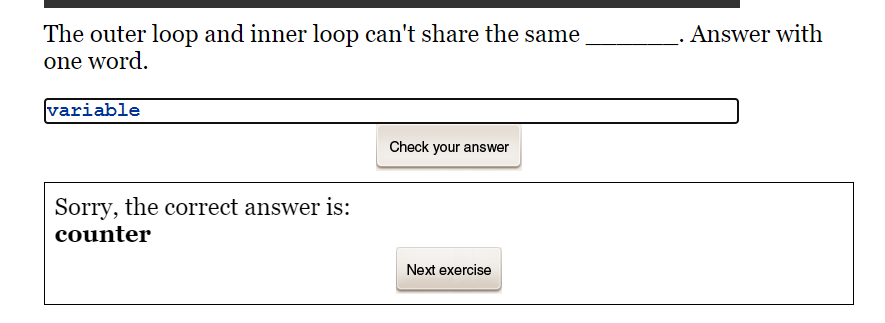 The outer loop and inner loop can't share the same ______. Answer with
one word.
variable
Check your answer
Sorry, the correct answer is:
counter
Next exercise